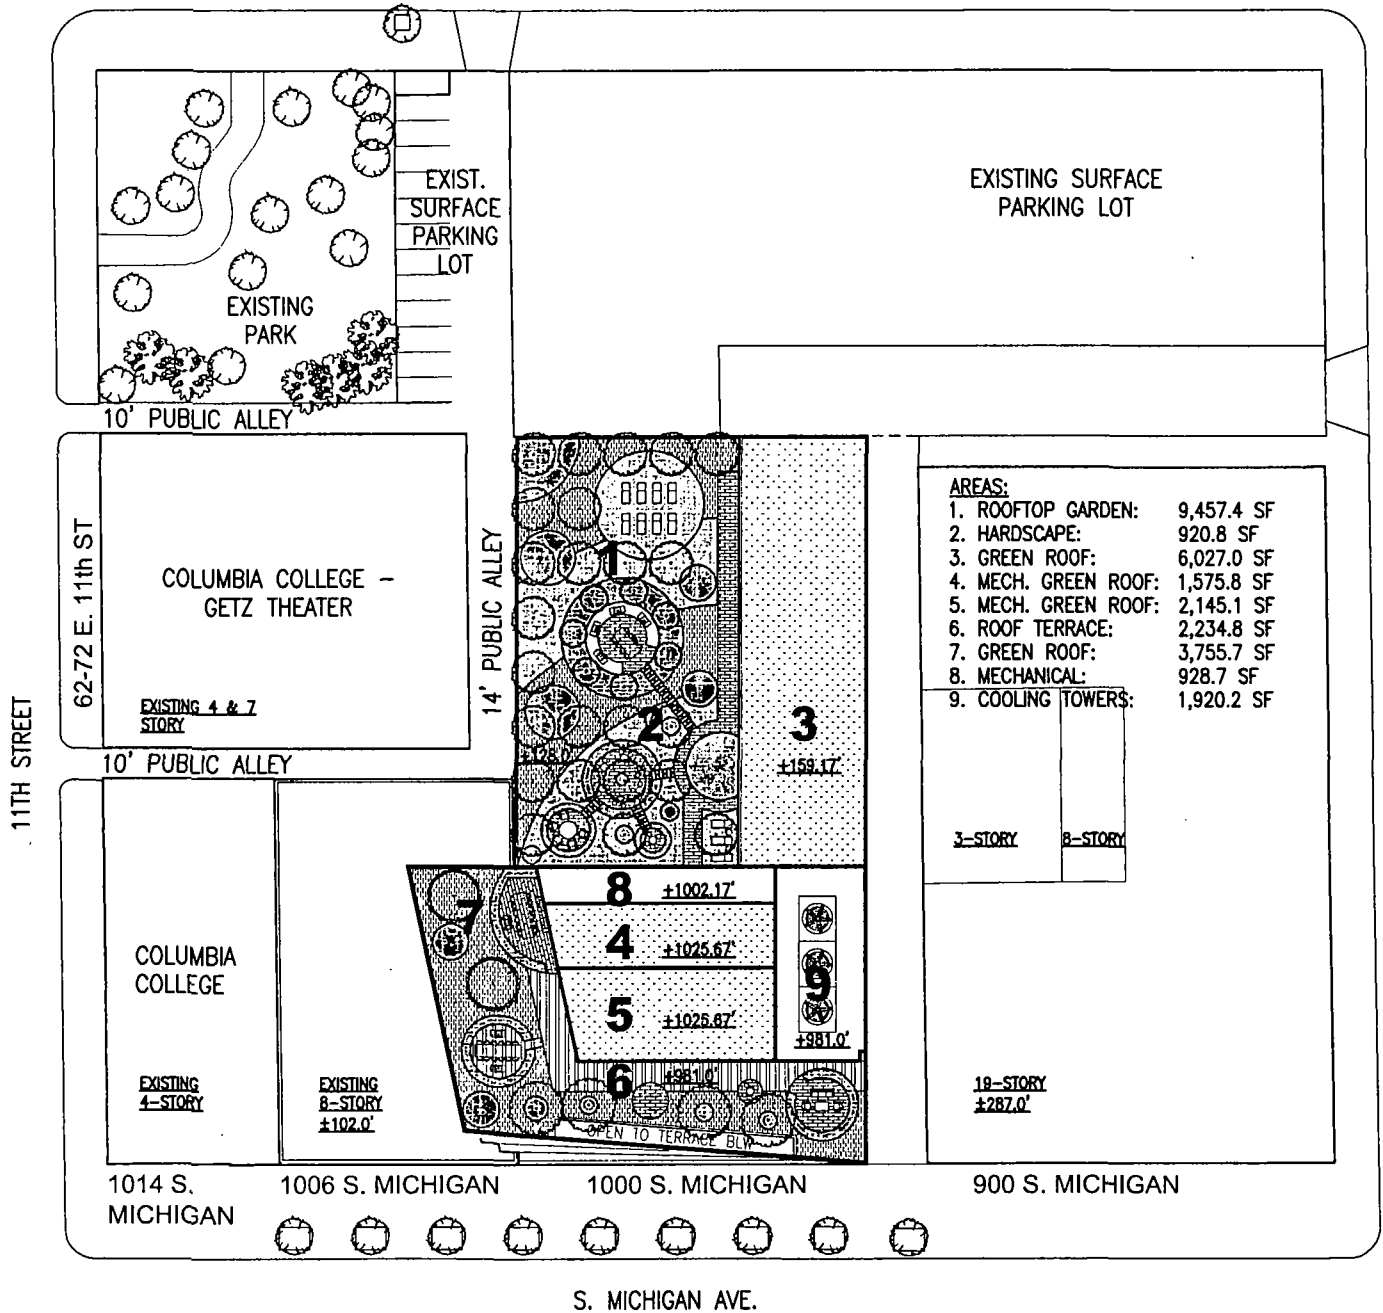 EXIST.
SURFACE
PARKING
LOT
EXISTING SURFACE
PARKING LOT
EXISTING
PARK
10' PUBLIC ALLEY
11TH STREET
62-72 E. 11th ST
COLUMBIA COLLEGE -
GETZ THEATER
EXISTING 4 & 7
STORY
14' PUBLIC ALLEY
10' PUBLIC ALLEY
1
2
+128.0'
3
+159.17'
AREAS:
1. ROOFTOP GARDEN: 9,457.4 SF
2. HARDSCAPE: 920.8 SF
3. GREEN ROOF: 6,027.0 SF
4. MECH. GREEN ROOF: 1,575.8 SF
5. MECH. GREEN ROOF: 2,145.1 SF
6. ROOF TERRACE: 2,234.8 SF
7. GREEN ROOF: 3,755.7 SF
8. MECHANICAL: 928.7 SF
9. COOLING TOWERS: 1,920.2 SF
3-STORY
8-STORY
7
8 +1002.17'
4 +1025.67'
5 +1025.67'
9
+981.0'
6 +981.0'
OPEN TO TERRACE BLW
COLUMBIA
COLLEGE
EXISTING
4-STORY
EXISTING
8-STORY
±102.0'
19-STORY
±287.0'
1014 S.
MICHIGAN
1006 S. MICHIGAN
1000 S. MICHIGAN
900 S. MICHIGAN
S. MICHIGAN AVE.